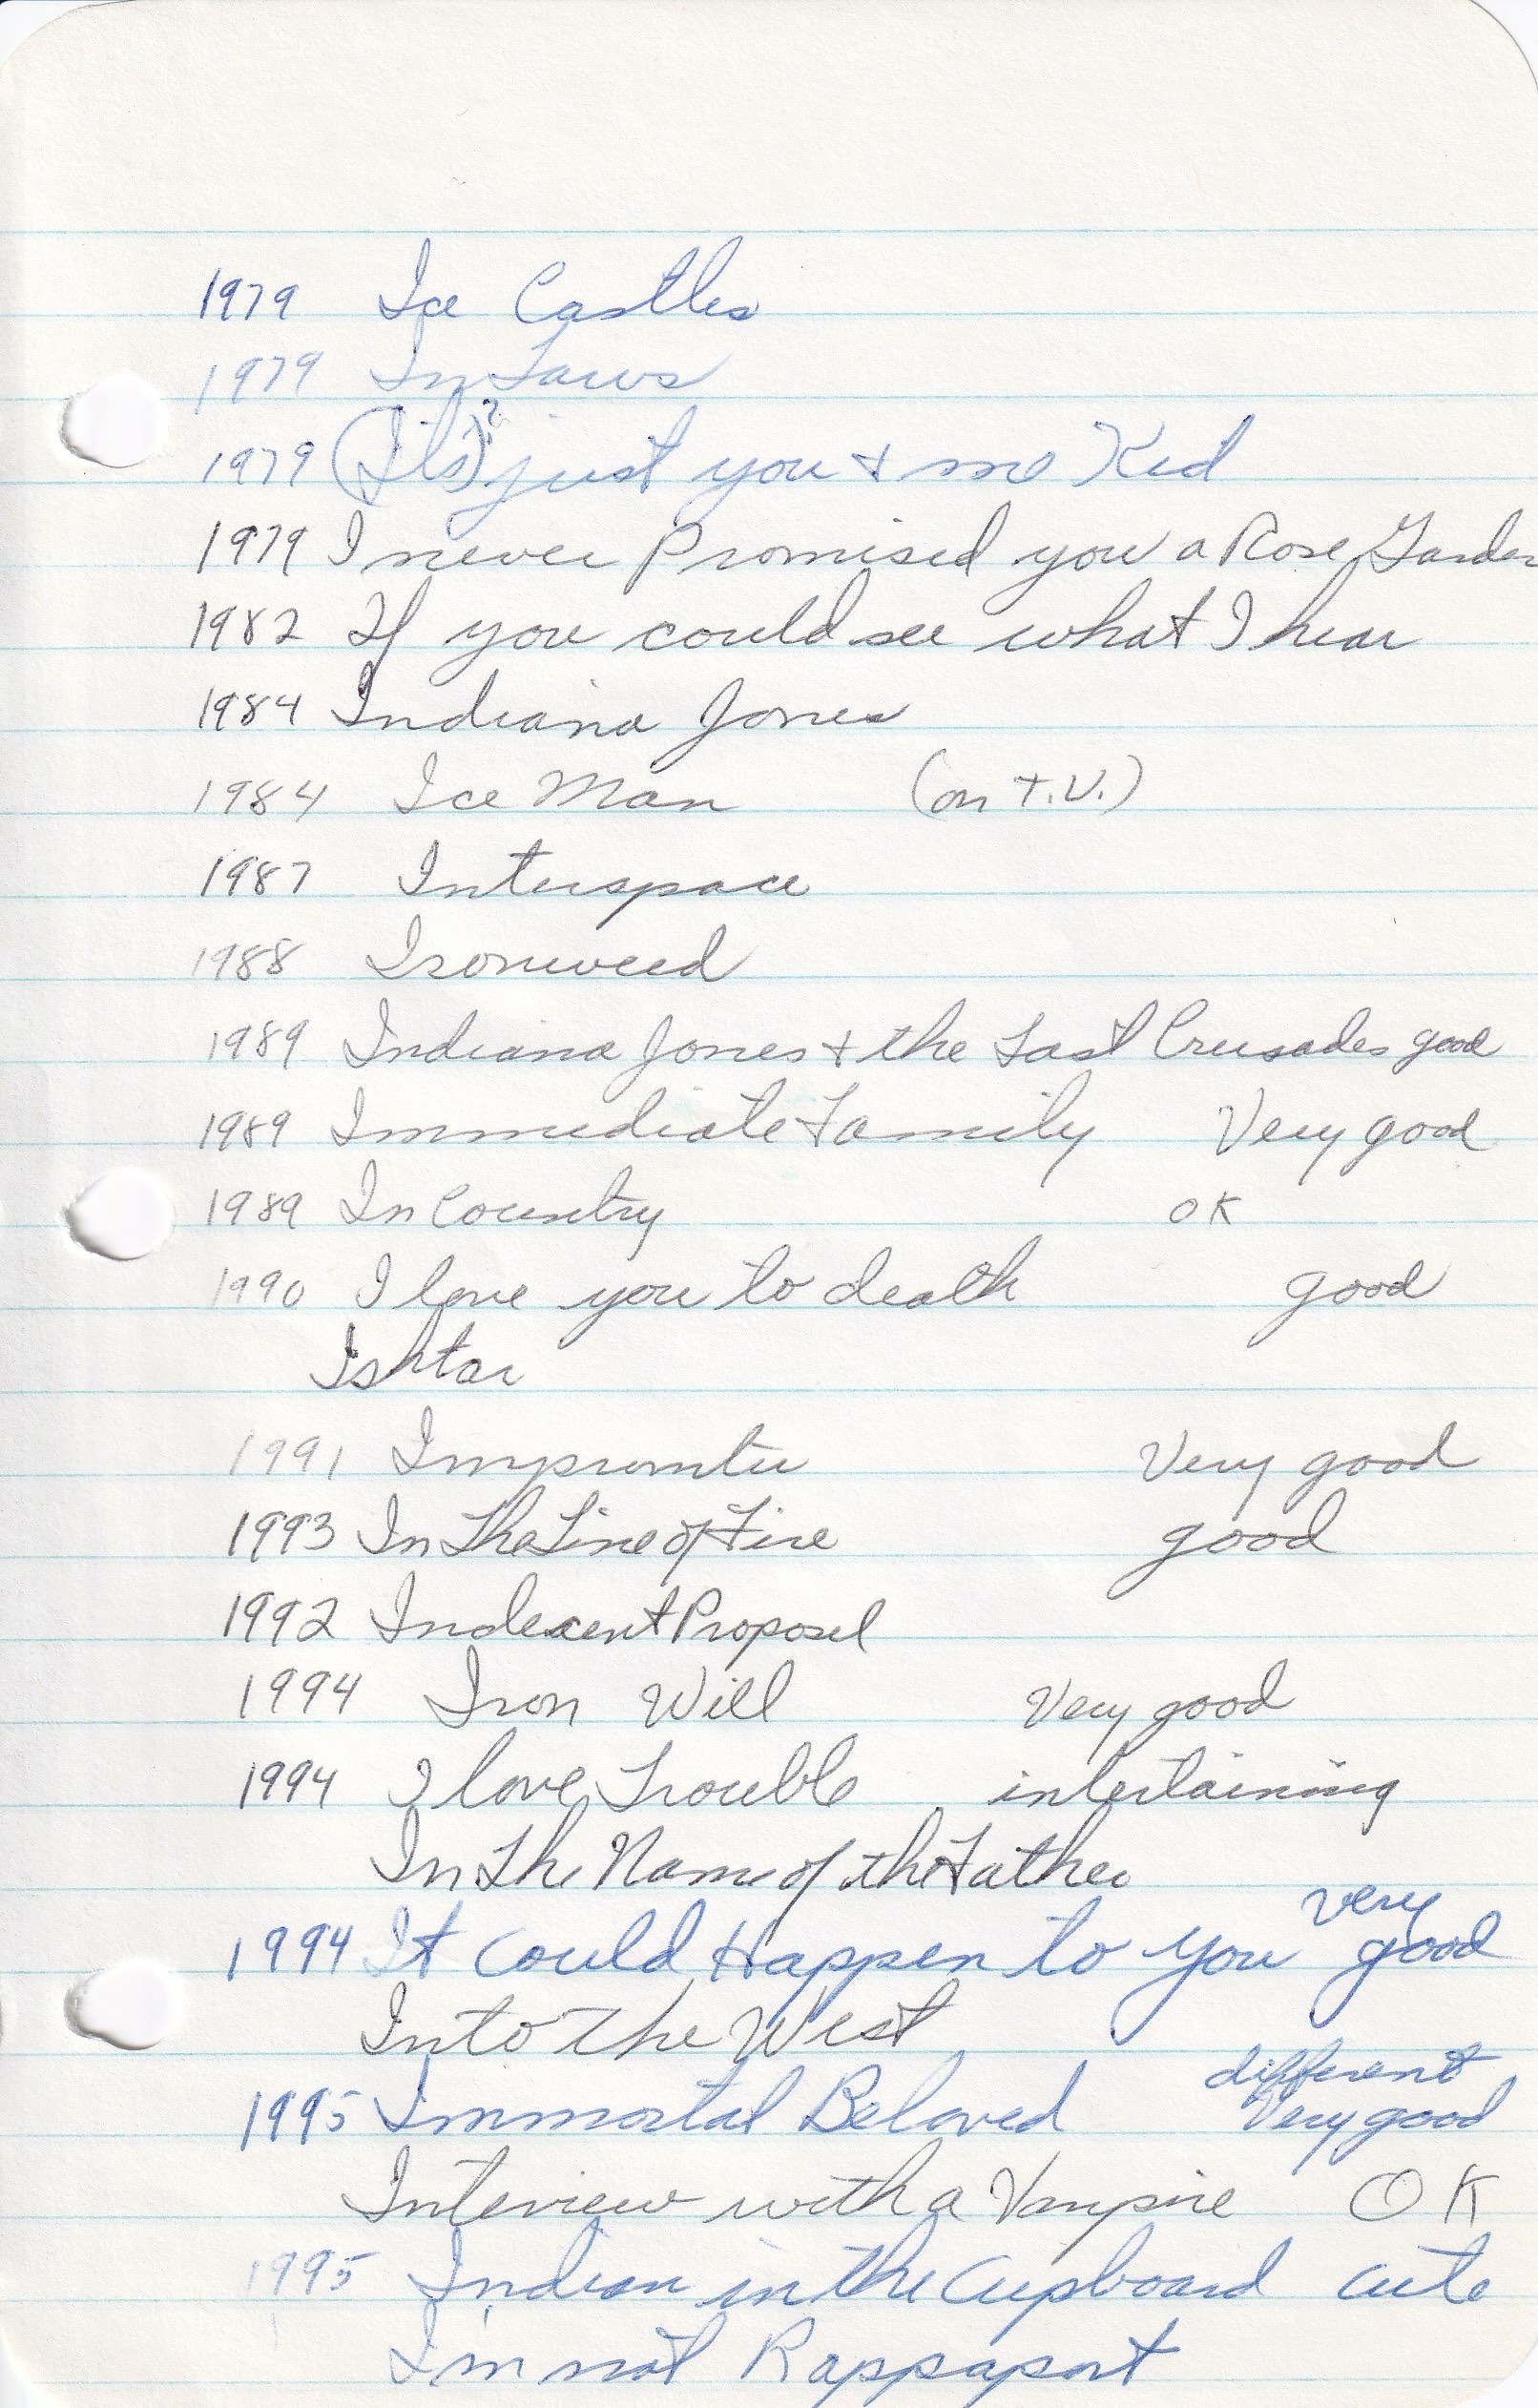 1979 Ice Castles
1979 In Laws
1979 (It's)? just you + me Kid
1979 I never Promised you a Rose Garden
1982 If you could see what I hear
1984 Indiana Jones
1984 Ice Man (on T.V.)
1987 Interspace
1988 Ironweed
1989 Indiana Jones + the Last Crusades good
1989 Immediate Family Very good
1989 In Country OK
1990 I love you to death good
Ishtar
1991 Impromtu Very good
1993 In The Line of Fire good
1992 Indecent Proposel
1994 Iron Will Very good
1994 I love Trouble intertaining
In The Name of the Father
1994 It Could Happen to You very good
Into The West
1995 Immortal Beloved different Very good
Inteview with a Vampire OK
1995 Indian in the Cupboard cute
I'm not Rappaport